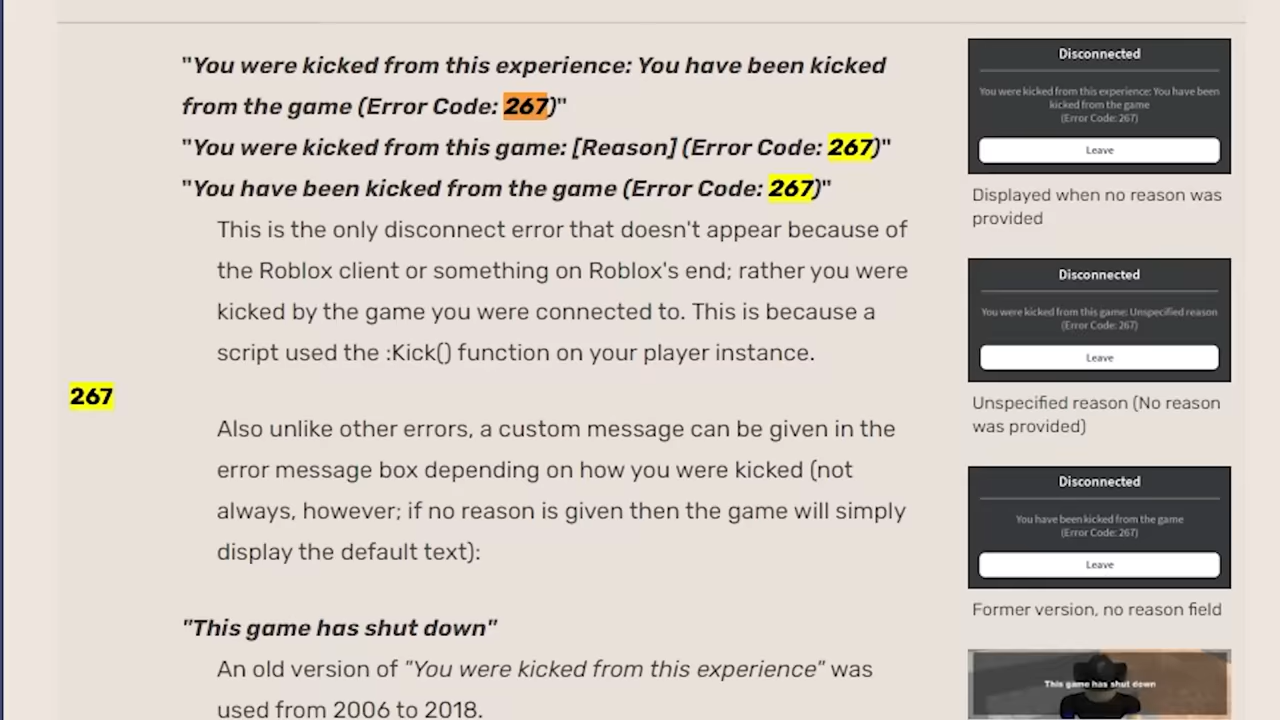 "You were kicked from this experience: You have been kicked
from the game (Error Code: 267)"
"You were kicked from this game: [Reason] (Error Code: 267)"
"You have been kicked from the game (Error Code: 267)"
This is the only disconnect error that doesn't appear because of
the Roblox client or something on Roblox's end; rather you were
kicked by the game you were connected to. This is because a
script used the :Kick() function on your player instance.
267
Also unlike other errors, a custom message can be given in the
error message box depending on how you were kicked (not
always, however; if no reason is given then the game will simply
display the default text):
"This game has shut down"
An old version of "You were kicked from this experience" was
used from 2006 to 2018.
Disconnected
You were kicked from this experience: You have been
kicked from the game
(Error Code: 267)
Leave
Displayed when no reason was
provided
Disconnected
You were kicked from this game: Unspecified reason
(Error Code: 267)
Leave
Unspecified reason (No reason
was provided)
Disconnected
You have been kicked from the game
(Error Code: 267)
Leave
Former version, no reason field
This game has shut down